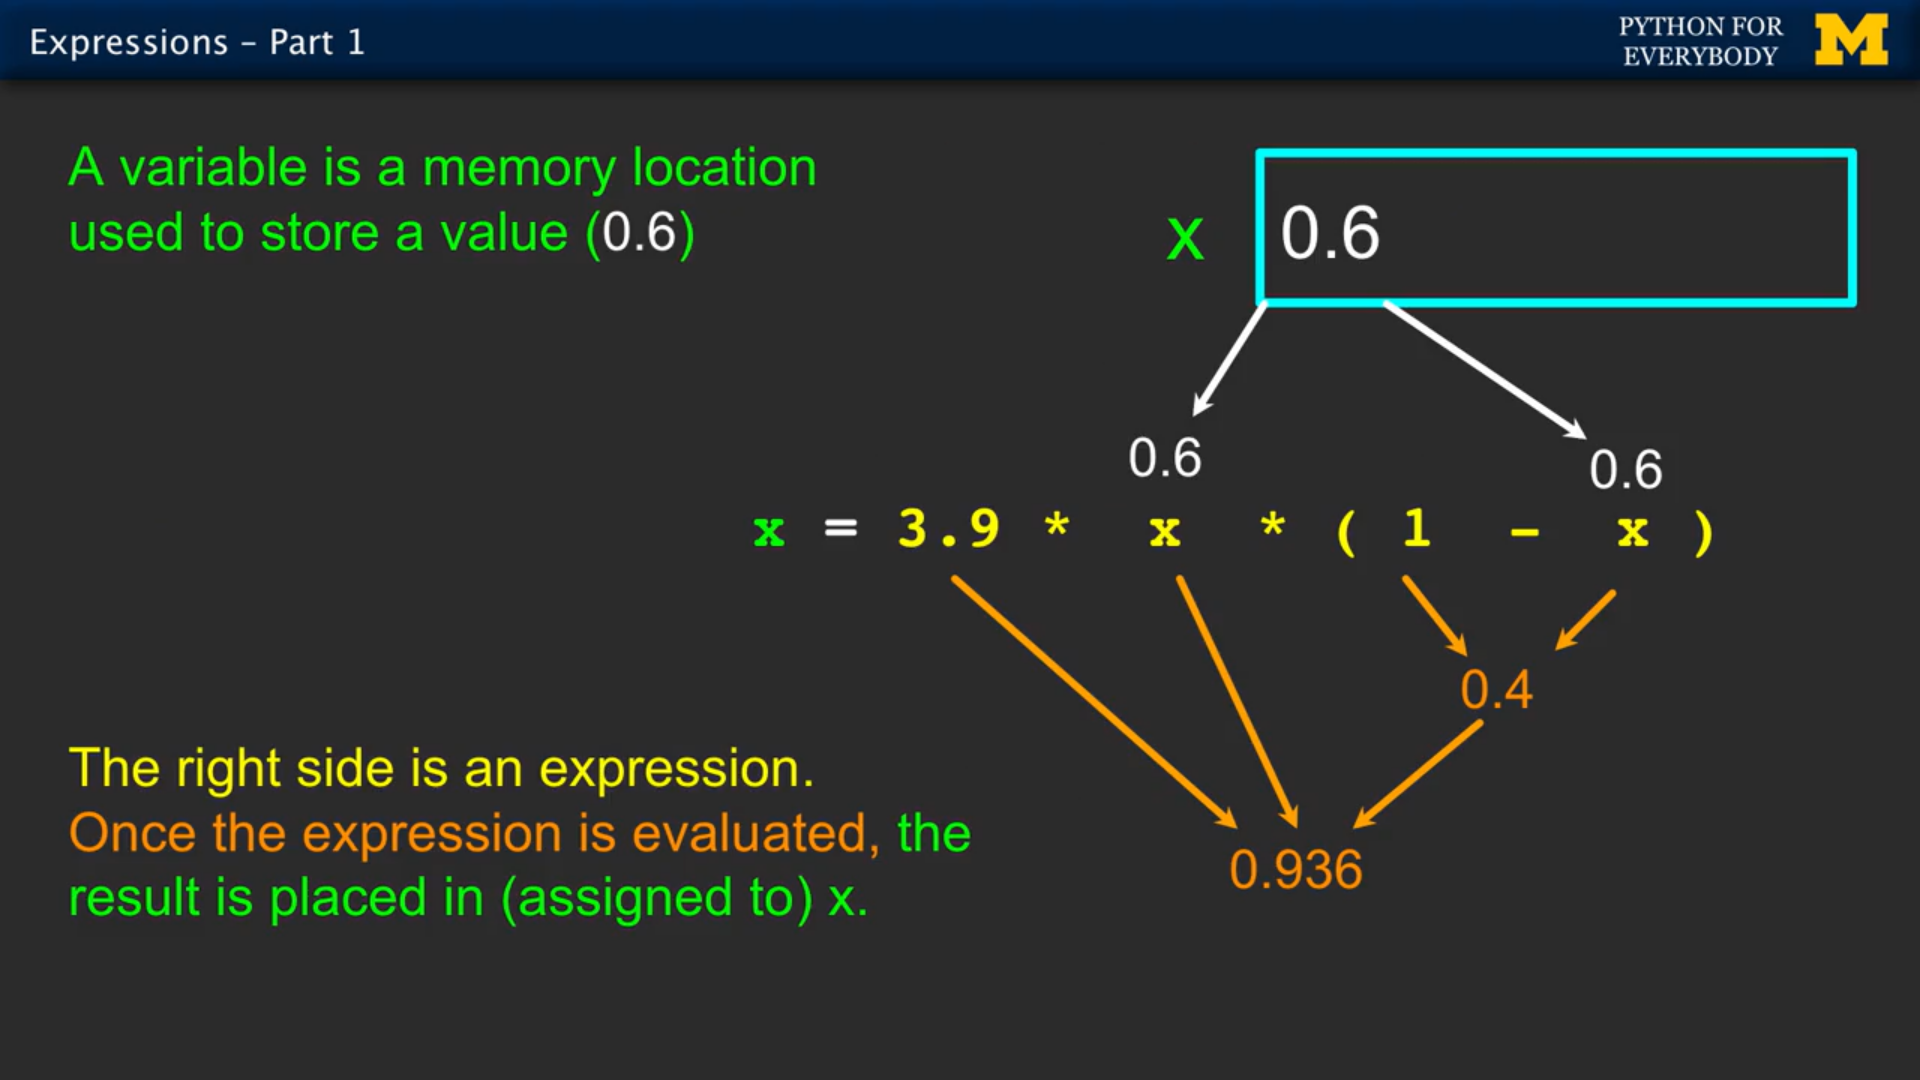 Expressions – Part 1
PYTHON FOR
EVERYBODY
M
A variable is a memory location
used to store a value (0.6)
x 0.6
0.6 0.6
x = 3.9 * x * ( 1 - x )
0.4
0.936
The right side is an expression.
Once the expression is evaluated, the
result is placed in (assigned to) x.